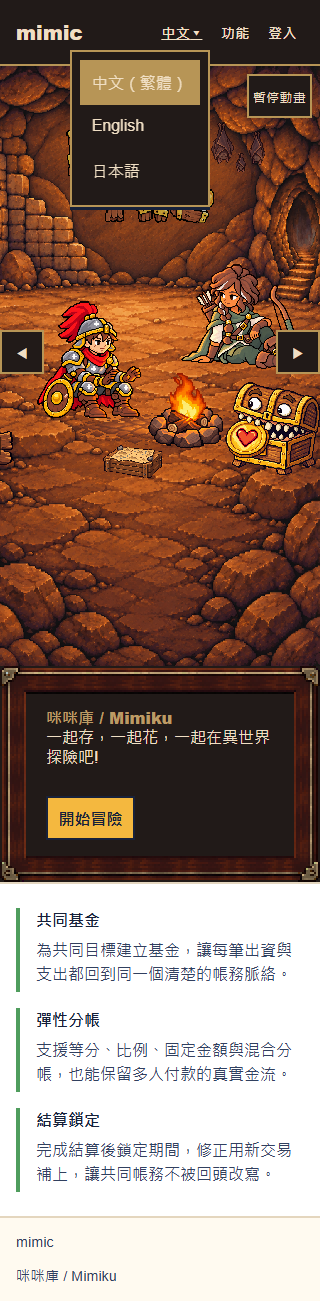 mimic
中文▾ 功能 登入
中文 ( 繁體 )
English
日本語
暫停動畫
◀
▶
咪咪庫 / Mimiku
一起存，一起花，一起在異世界
探險吧!
開始冒險
共同基金
為共同目標建立基金，讓每筆出資與
支出都回到同一個清楚的帳務脈絡。
彈性分帳
支援等分、比例、固定金額與混合分
帳，也能保留多人付款的真實金流。
結算鎖定
完成結算後鎖定期間，修正用新交易
補上，讓共同帳務不被回頭改寫。
mimic
咪咪庫 / Mimiku